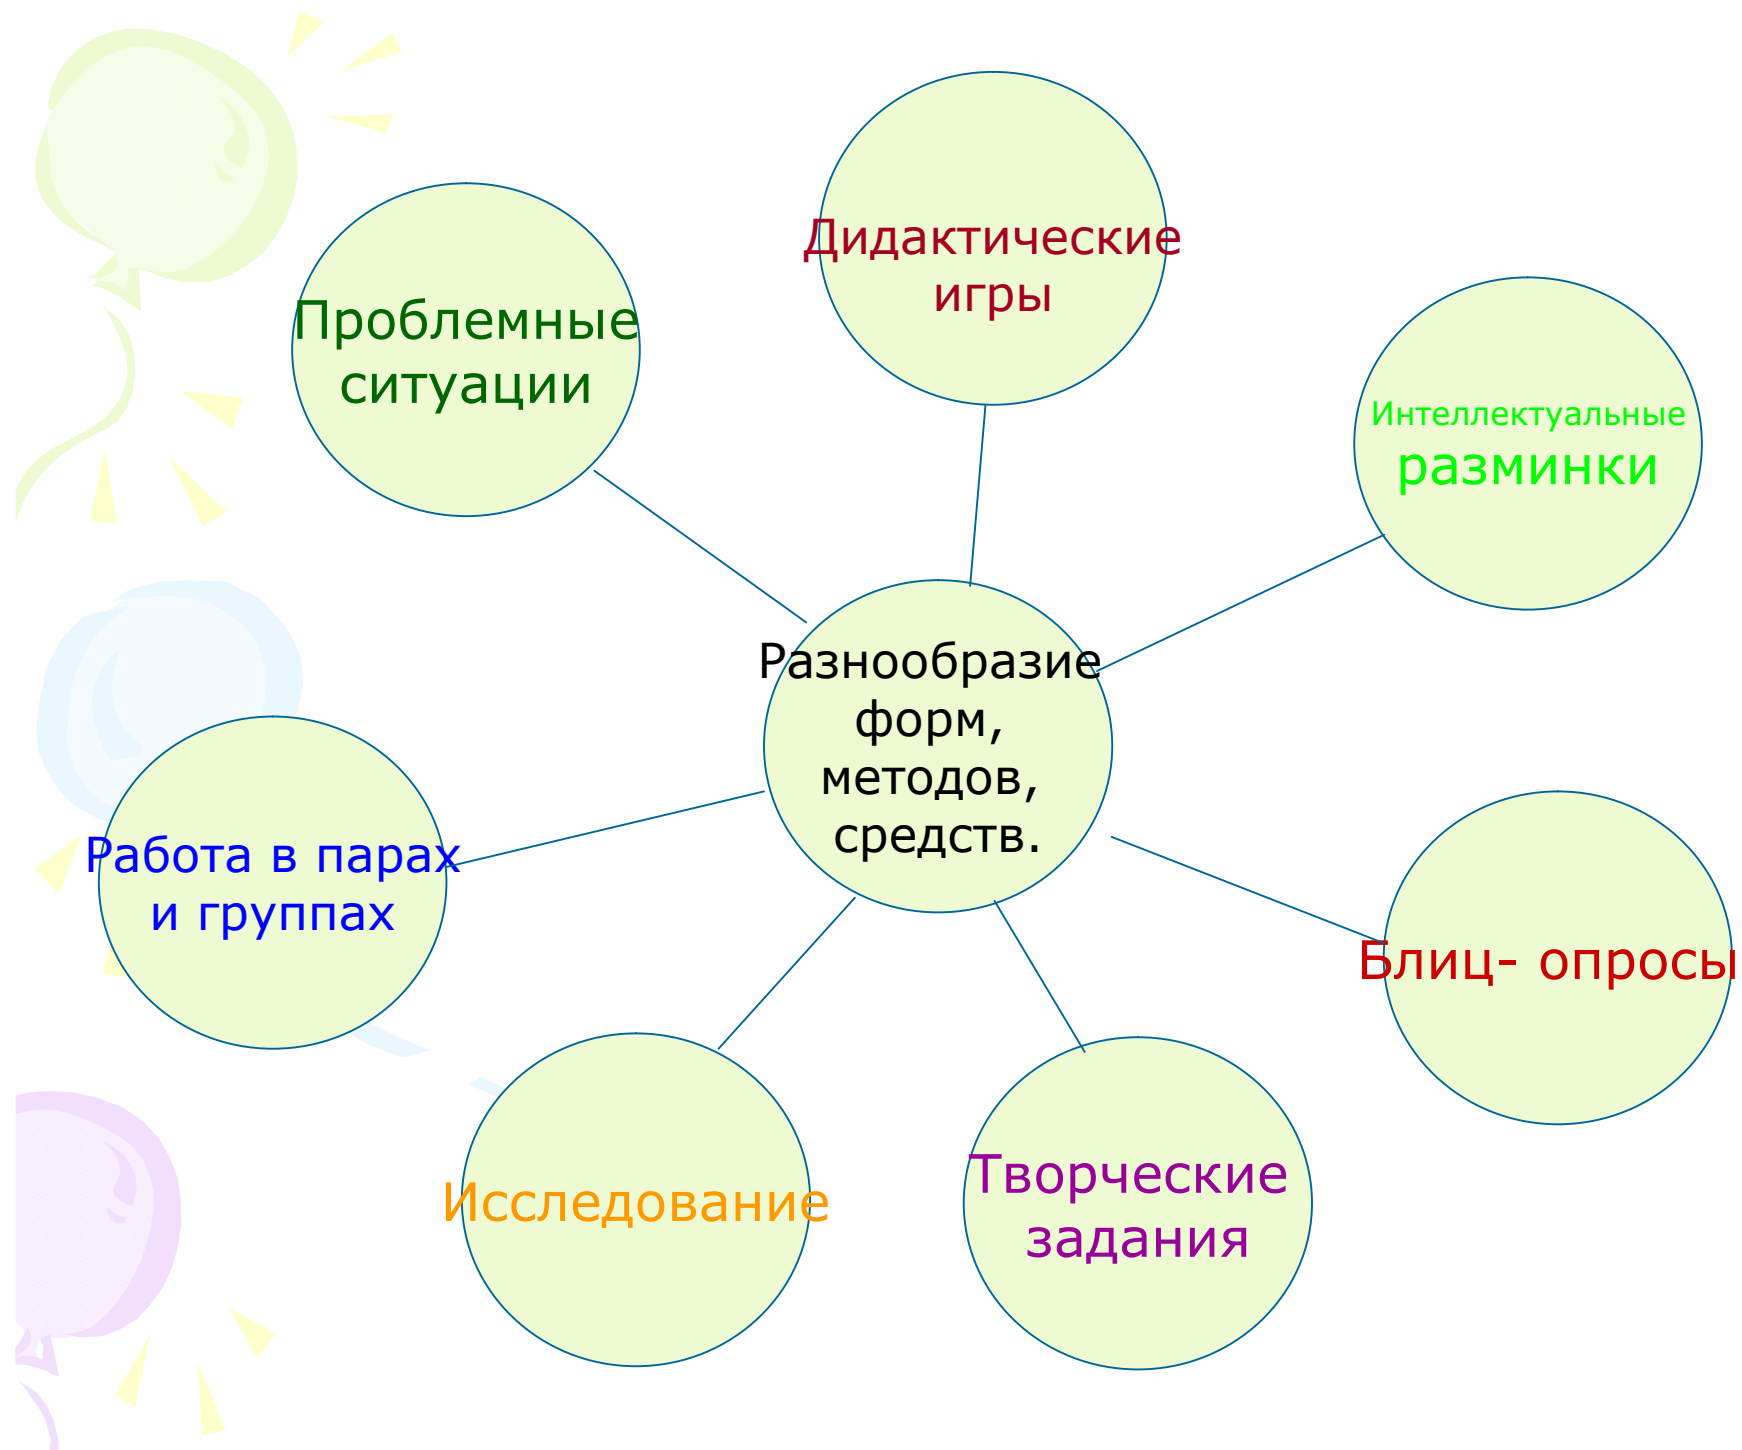 Дидактические
игры
Проблемные
ситуации
Интеллектуальные
разминки
Разнообразие
форм,
методов,
средств.
Работа в парах
и группах
Блиц- опросы
Творческие
задания
Исследование